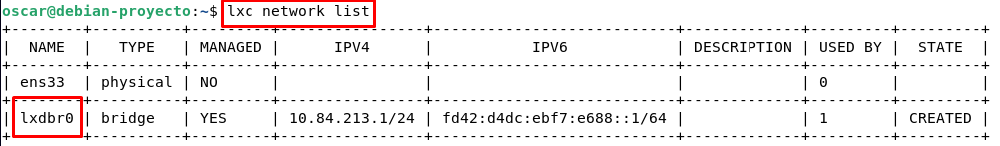 oscar@debian-proyecto:~$ lxc network list
+--------+----------+---------+----------------+---------------------------+-------------+---------+---------+
| NAME | TYPE | MANAGED | IPV4 | IPV6 | DESCRIPTION | USED BY | STATE |
+--------+----------+---------+----------------+---------------------------+-------------+---------+---------+
| ens33 | physical | NO | | | | 0 | |
+--------+----------+---------+----------------+---------------------------+-------------+---------+---------+
| lxdbr0 | bridge | YES | 10.84.213.1/24 | fd42:d4dc:ebf7:e688::1/64 | | 1 | CREATED |
+--------+----------+---------+----------------+---------------------------+-------------+---------+---------+